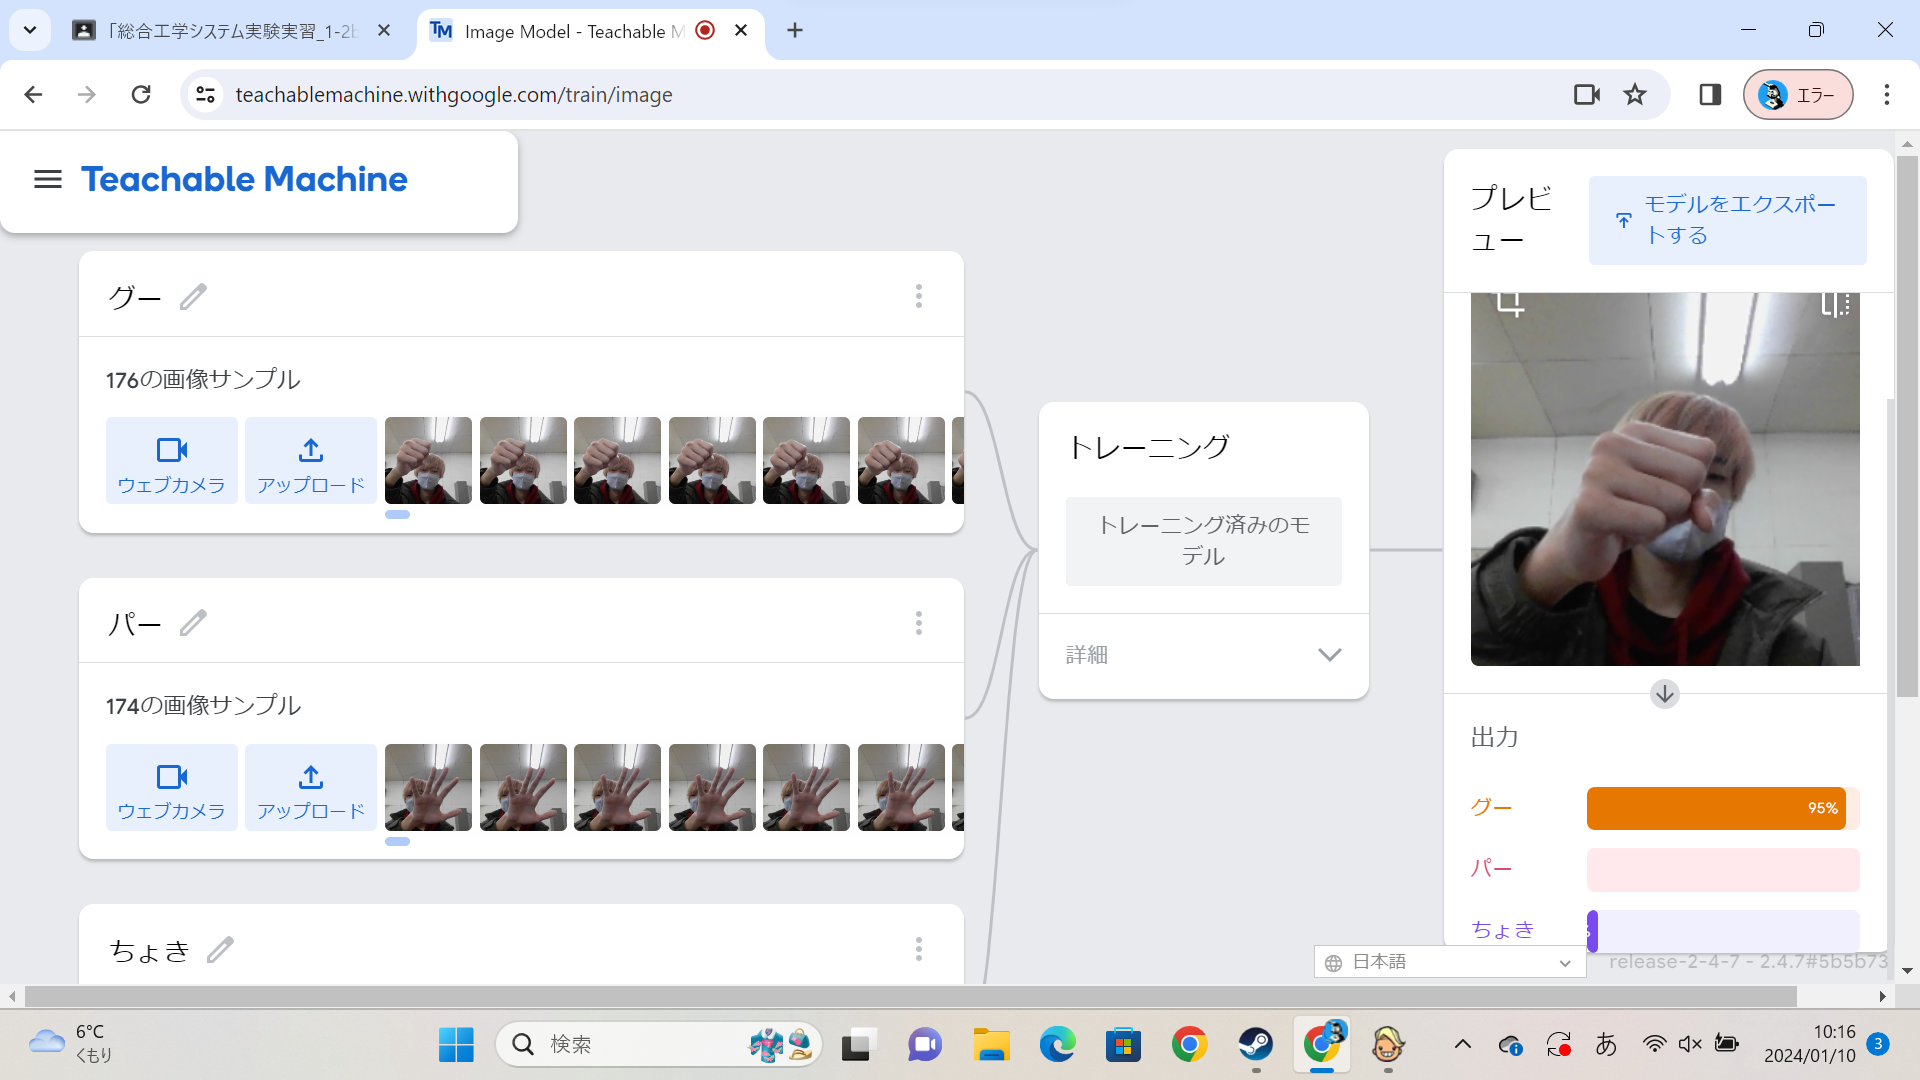 「総合工学システム実験実習_1-2b
Image Model - Teachable M
teachablemachine.withgoogle.com/train/image
エラー
Teachable Machine
プレビュー
モデルをエクスポートする
グー
176の画像サンプル
ウェブカメラ
アップロード
トレーニング
トレーニング済みのモデル
詳細
パー
174の画像サンプル
ウェブカメラ
アップロード
出力
グー
95%
パー
ちょき
ちょき
日本語
release-2-4-7 - 2.4.7#5b5b73
6°C
くもり
検索
あ
10:16
2024/01/10
3